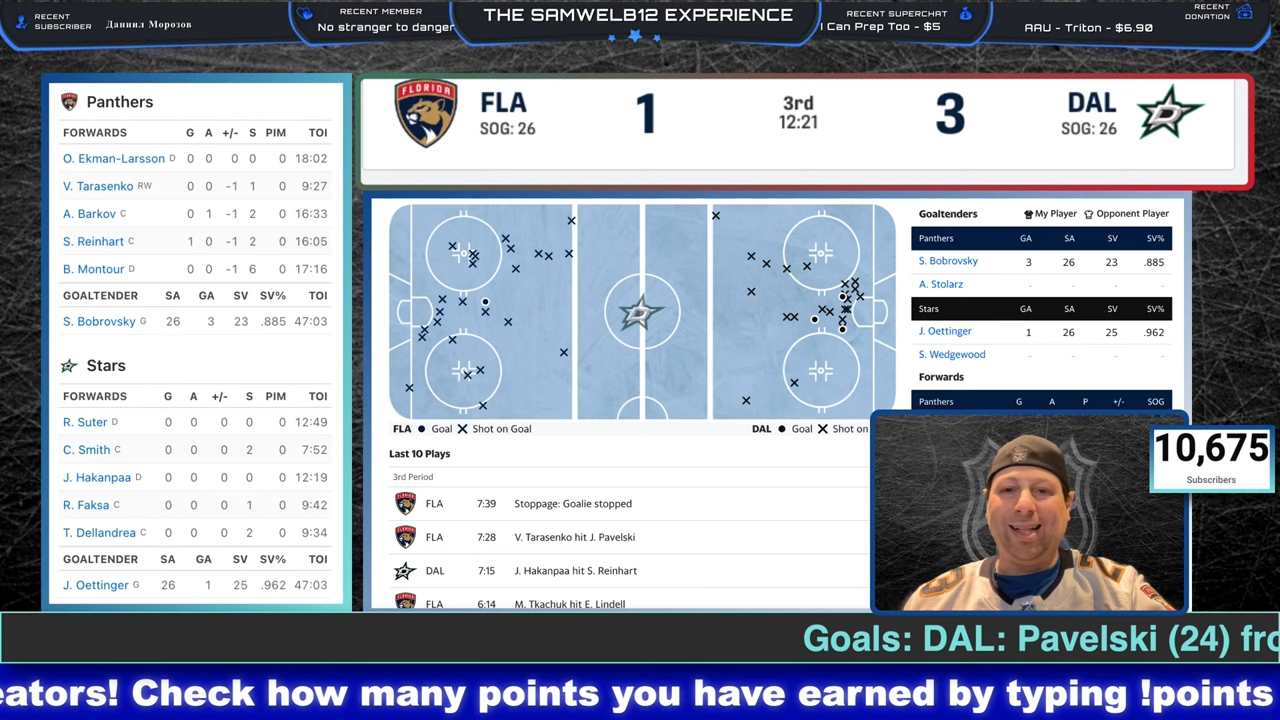 RECENT SUBSCRIBER
Даниил Морозов
RECENT MEMBER
No stranger to danger
THE SAMWELB12 EXPERIENCE
RECENT SUPERCHAT
I Can Prep Too - $5
RECENT DONATION
AAU - Triton - $6.90
Panthers
FORWARDS G A +/- S PIM TOI
O. Ekman-Larsson D 0 0 0 0 0 18:02
V. Tarasenko RW 0 0 -1 1 0 9:27
A. Barkov C 0 1 -1 2 0 16:33
S. Reinhart C 1 0 -1 2 0 16:05
B. Montour D 0 0 -1 6 0 17:16
GOALTENDER SA GA SV SV% TOI
S. Bobrovsky G 26 3 23 .885 47:03
Stars
FORWARDS G A +/- S PIM TOI
R. Suter D 0 0 0 0 0 12:49
C. Smith C 0 0 0 2 0 7:52
J. Hakanpaa D 0 0 0 0 0 12:19
R. Faksa C 0 0 0 1 0 9:42
T. Dellandrea C 0 0 0 2 0 9:34
GOALTENDER SA GA SV SV% TOI
J. Oettinger G 26 1 25 .962 47:03
FLORIDA
FLA
SOG: 26
1
3rd
12:21
3
DAL
SOG: 26
D
D
FLA Goal Shot on Goal
DAL Goal Shot on
Last 10 Plays
3rd Period
FLA 7:39 Stoppage: Goalie stopped
FLA 7:28 V. Tarasenko hit J. Pavelski
DAL 7:15 J. Hakanpaa hit S. Reinhart
FLA 6:14 M. Tkachuk hit E. Lindell
Goaltenders My Player Opponent Player
Panthers GA SA SV SV%
S. Bobrovsky 3 26 23 .885
A. Stolarz - - - -
Stars GA SA SV SV%
J. Oettinger 1 26 25 .962
S. Wedgewood - - - -
Forwards
Panthers G A P +/- SOG
10,675
Subscribers
Goals: DAL: Pavelski (24) fro
eators! Check how many points you have earned by typing !points